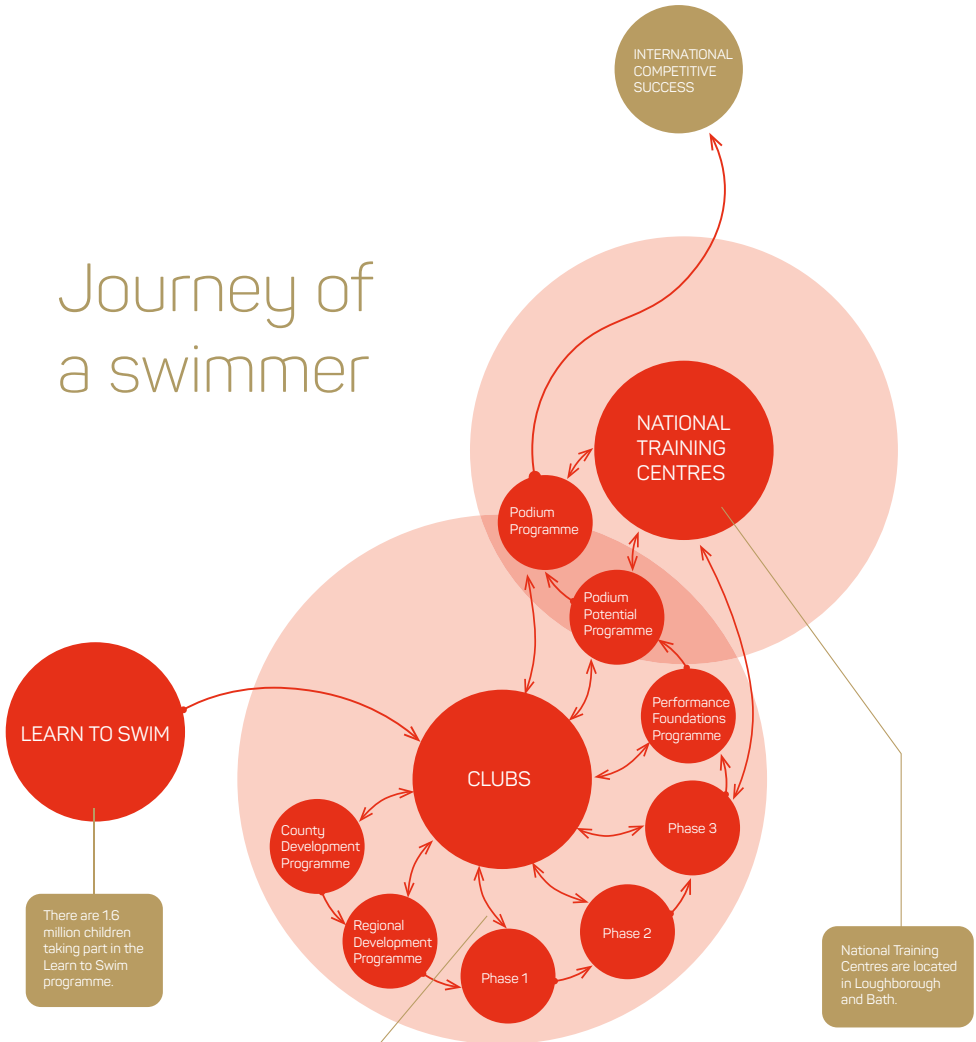 INTERNATIONAL
COMPETITIVE
SUCCESS
Journey of
a swimmer
NATIONAL
TRAINING
CENTRES
Podium
Programme
Podium
Potential
Programme
Performance
Foundations
Programme
LEARN TO SWIM
CLUBS
Phase 3
County
Development
Programme
Regional
Development
Programme
Phase 2
Phase 1
There are 1.6
million children
taking part in the
Learn to Swim
programme.
National Training
Centres are located
in Loughborough
and Bath.